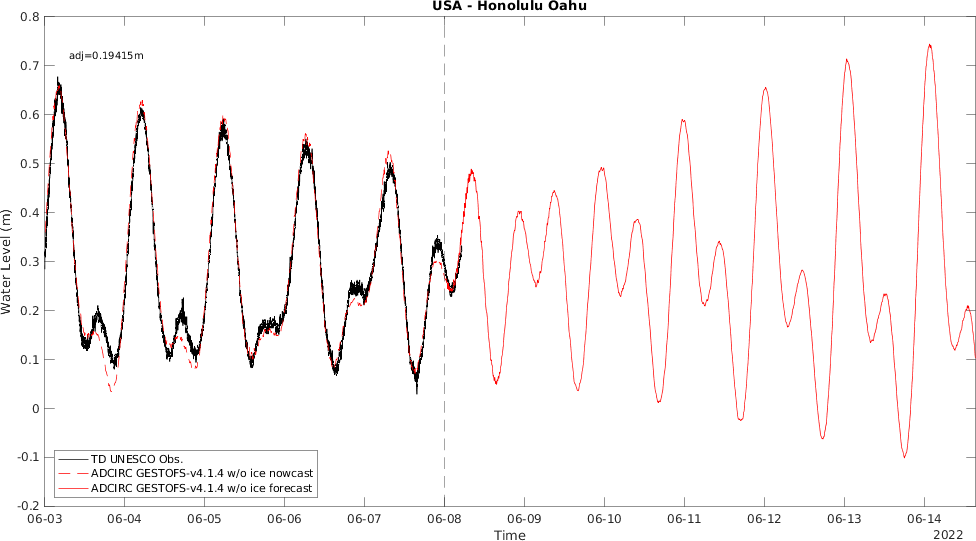 USA - Honolulu Oahu
adj=0.19415m
0.8
0.7
0.6
0.5
0.4
0.3
0.2
0.1
0
-0.1
-0.2
Water Level (m)
TD UNESCO Obs.
ADCIRC GESTOFS-v4.1.4 w/o ice nowcast
ADCIRC GESTOFS-v4.1.4 w/o ice forecast
06-03 06-04 06-05 06-06 06-07 06-08 06-09 06-10 06-11 06-12 06-13 06-14
Time
2022